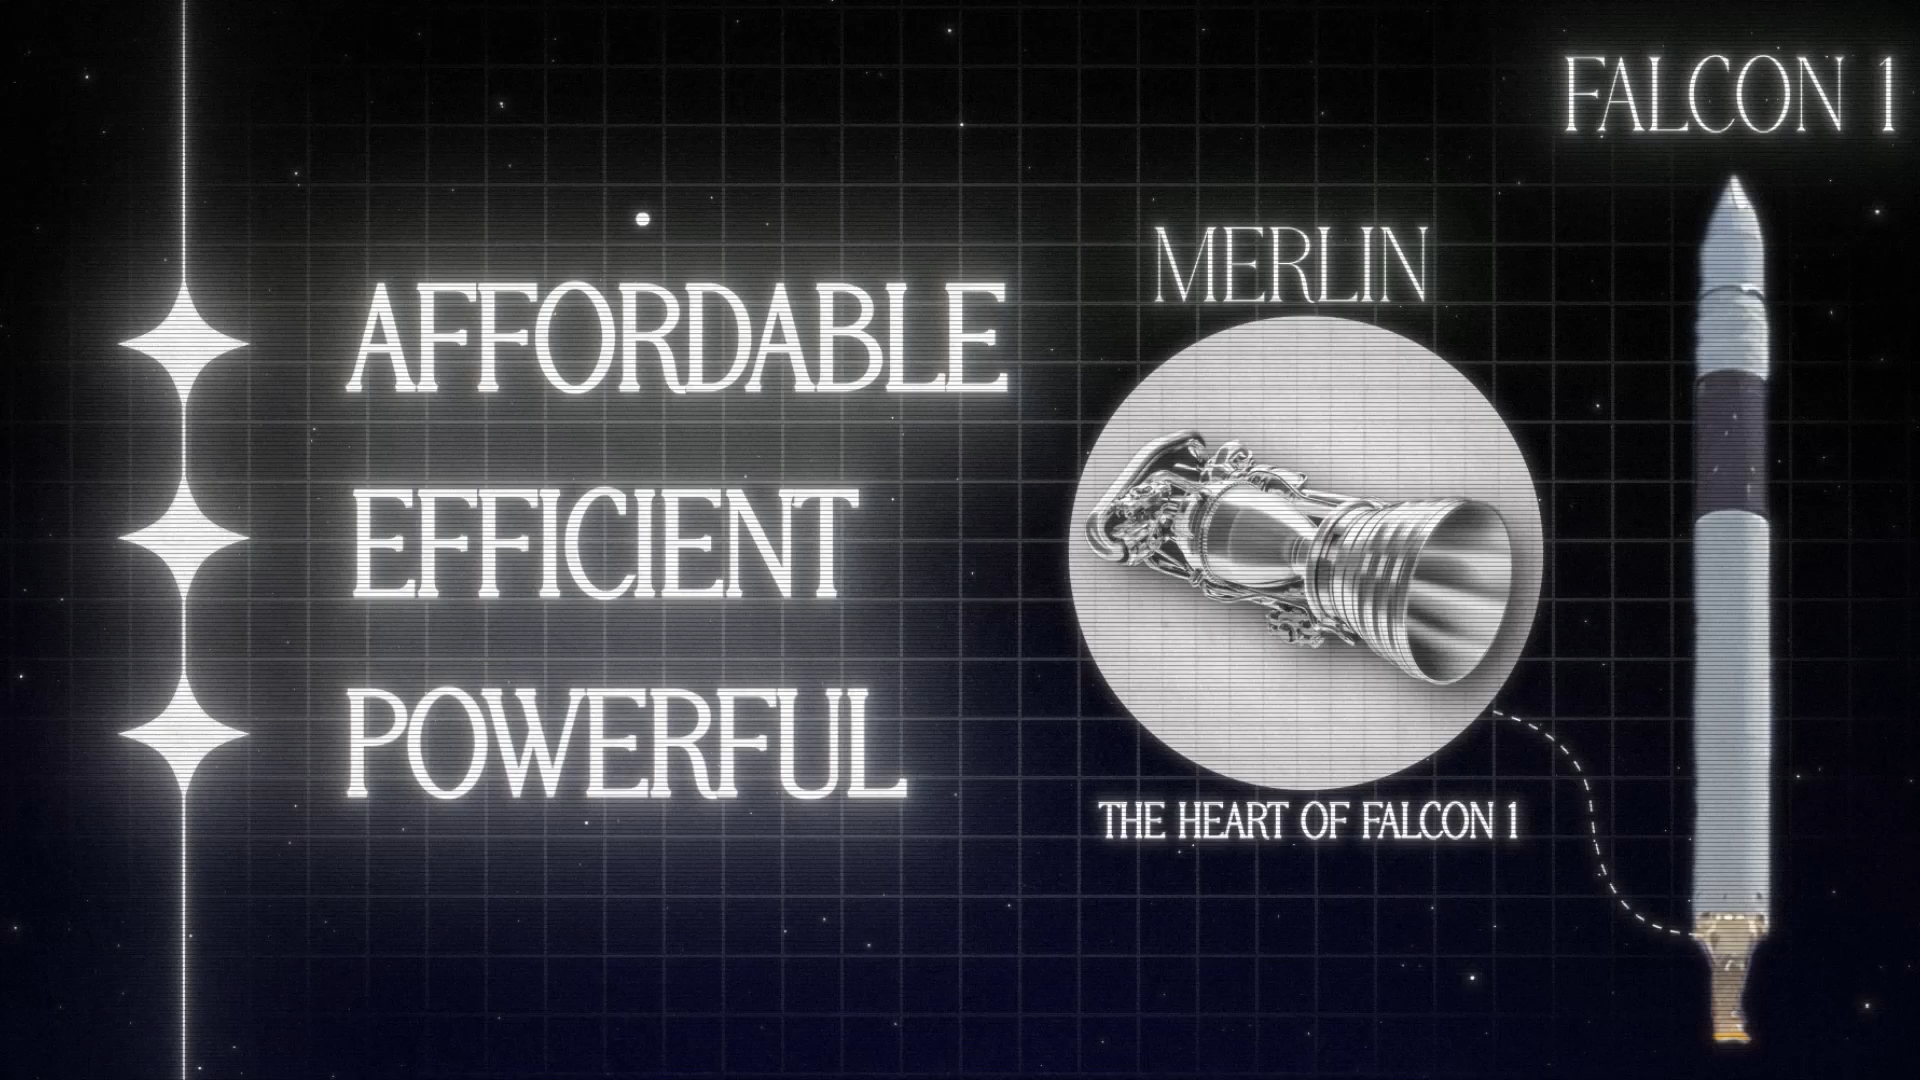 FALCON 1
MERLIN
AFFORDABLE
EFFICIENT
POWERFUL
THE HEART OF FALCON 1